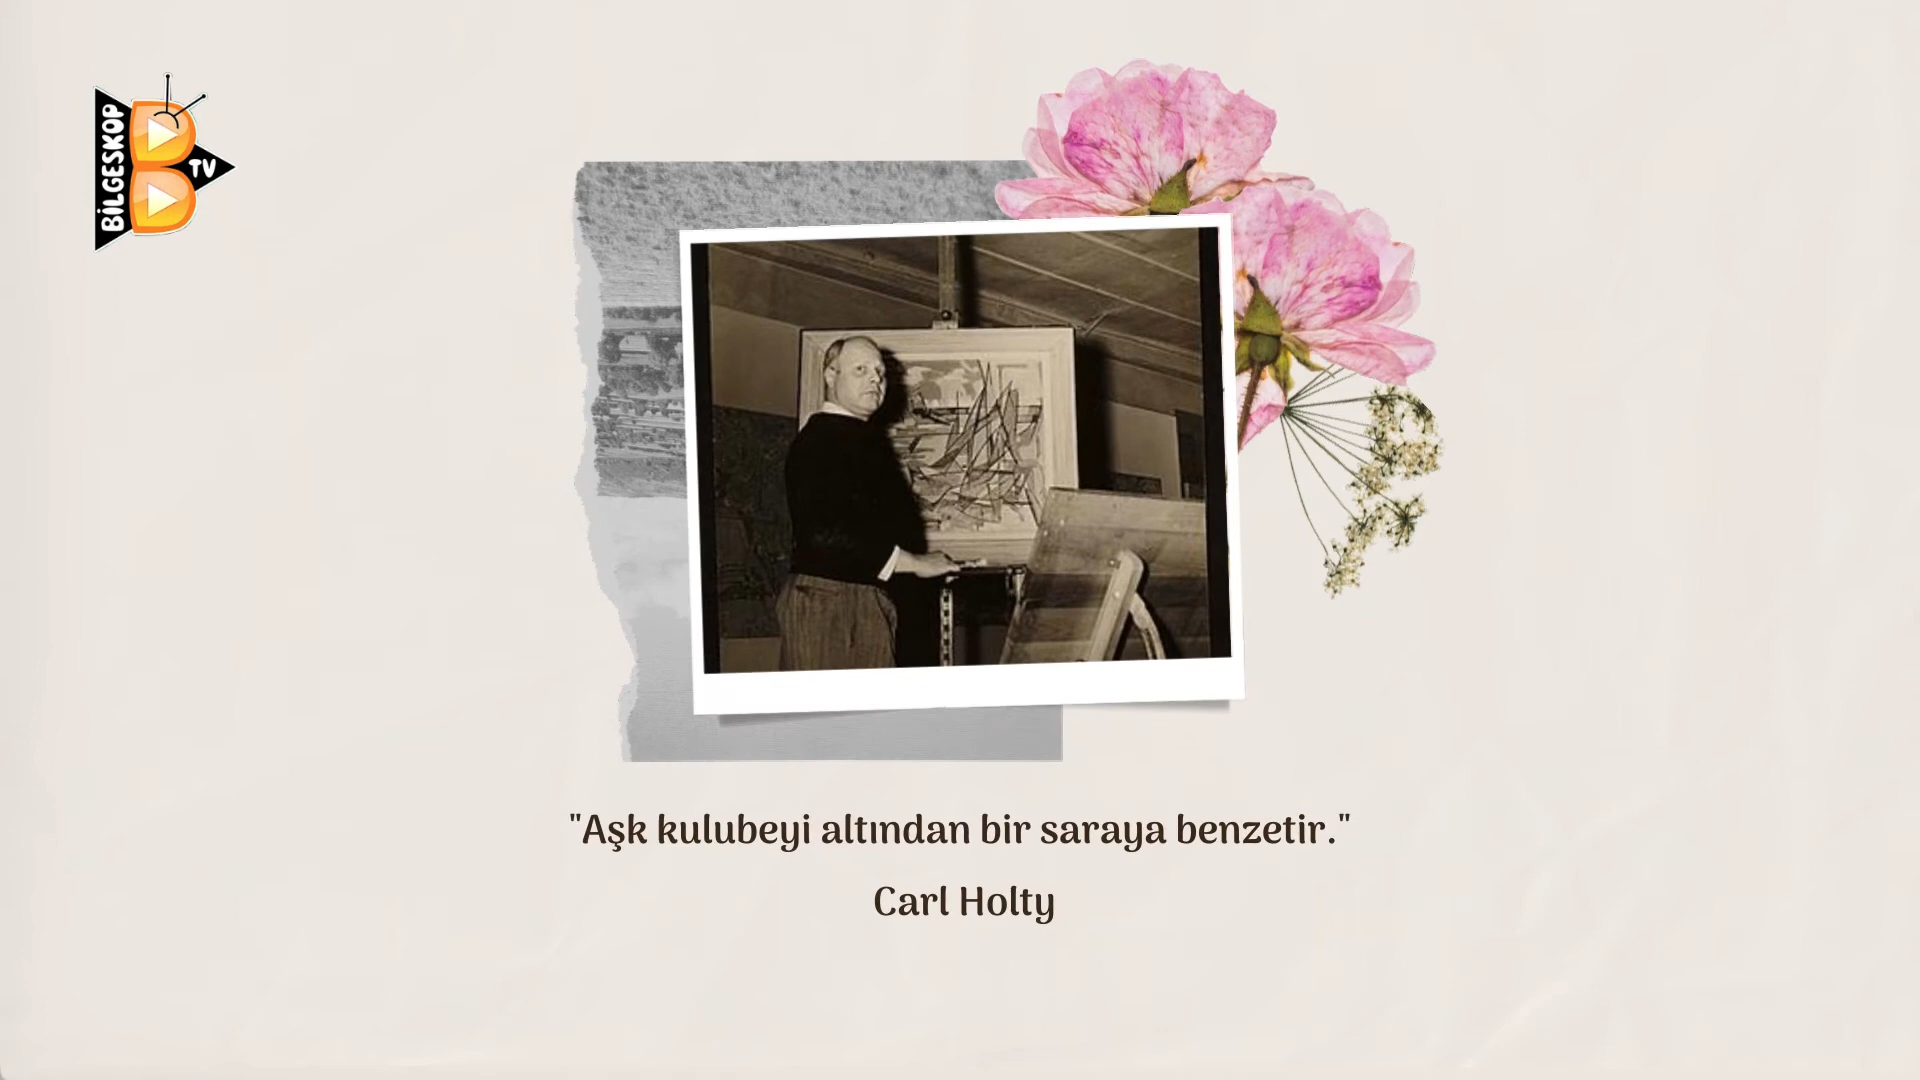 BİLGESKOP
TV
"Aşk kulubeyi altından bir saraya benzetir."
Carl Holty